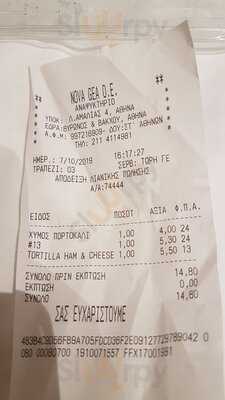 NOVA GEA O.E.
ΑΝΑΨΥΚΤΗΡΙΟ
ΥΠΟΚ: Λ.ΑΜΑΛΙΑΣ 4, ΑΘΗΝΑ
ΕΔΡΑ:ΒΥΡΩΝΟΣ & ΒΑΚΧΟΥ, ΑΘΗΝΑ
Α.Φ.Μ: 997216809- ΔΟΥ:ΣΤ' ΑΘΗΝΩΝ
ΤΗΛ: 211 4114981
16:17:27
ΗΜΕΡ.: 7/10/2019 ΣΕΡΒ: ΤΩΡΗ ΓΕ
ΤΡΑΠΕΖΙ: 03
ΑΠΟΔΕΙΞΗ ΛΙΑΝΙΚΗΣ ΠΩΛΗΣΗΣ
Α/Α:74444
ΕΙΔΟΣ ΠΟΣΟΤ ΑΞΙΑ Φ.Π.Α.
ΧΥΜΟΣ ΠΟΡΤΟΚΑΛΙ 1,00 4,00 24
#13 1,00 5,30 24
TORTILLA HAM & CHEESE 1,00 5,50 13
ΣΥΝΟΛΟ ΠΡΙΝ ΕΚΠΤΩΣΗ 14,80
ΕΚΠΤΩΣΗ 0,00
ΣΥΝΟΛΟ 14,80
ΣΑΣ ΕΥΧΑΡΙΣΤΟΥΜΕ
1910071557